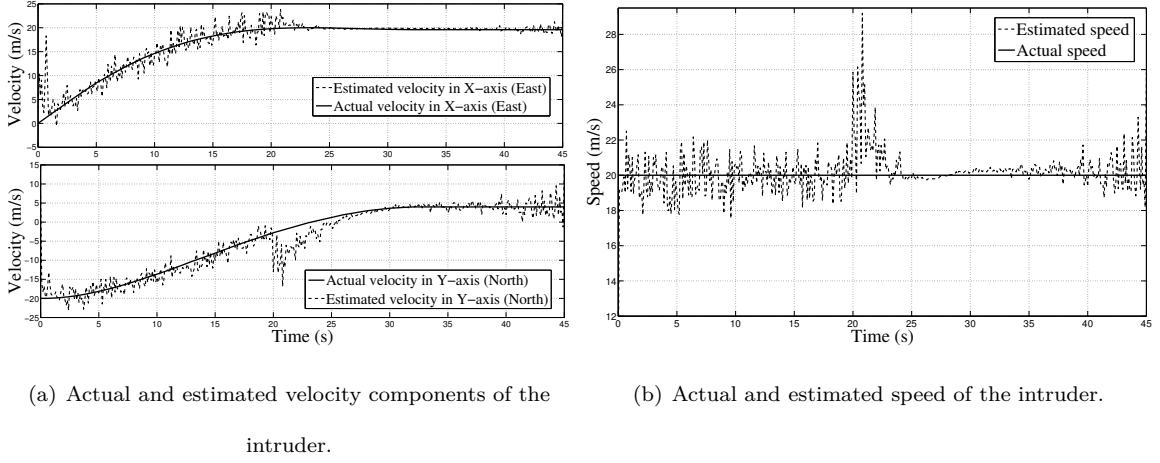 25
20
15
10
5
0
−5
Velocity (m/s)
Estimated velocity in X−axis (East)
Actual velocity in X−axis (East)
0 5 10 15 20 25 30 35 40 45
15
10
5
0
−5
−10
−15
−20
−25
Velocity (m/s)
Actual velocity in Y−axis (North)
Estimated velocity in Y−axis (North)
0 5 10 15 20 25 30 35 40 45
Time (s)
(a) Actual and estimated velocity components of the
intruder.
28
26
24
22
20
18
16
14
12
Speed (m/s)
Estimated speed
Actual speed
0 5 10 15 20 25 30 35 40 45
Time (s)
(b) Actual and estimated speed of the intruder.